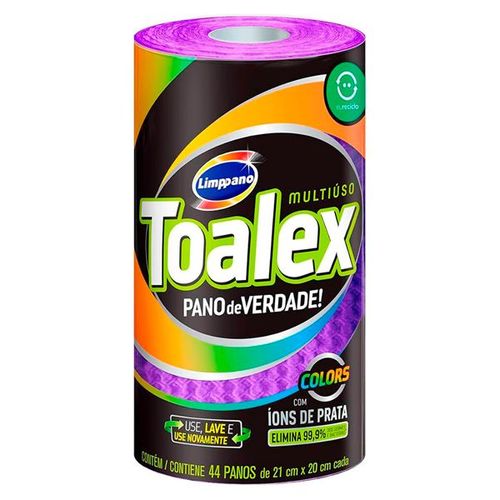 eureciclo
Limppano
MULTIÚSO
Toalex
PANO de VERDADE!
COLORS
COM
ÍONS DE PRATA
ELIMINA 99,9%
USE, LAVE E
USE NOVAMENTE
CONTÉM / CONTIENE 44 PANOS de 21 cm x 20 cm cada